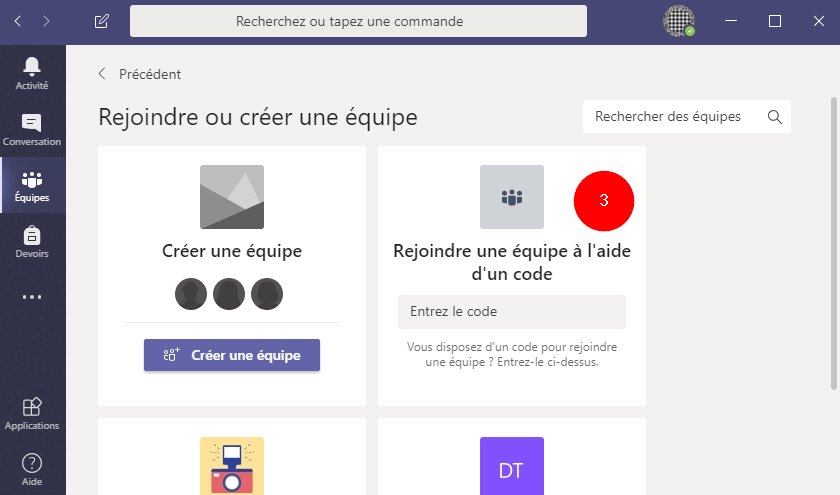 Recherchez ou tapez une commande
Activité
Conversation
Équipes
Devoirs
Applications
Aide
Précédent
Rejoindre ou créer une équipe
Rechercher des équipes
Créer une équipe
Créer une équipe
3
Rejoindre une équipe à l'aide
d'un code
Entrez le code
Vous disposez d'un code pour rejoindre
une équipe ? Entrez-le ci-dessus.
DT